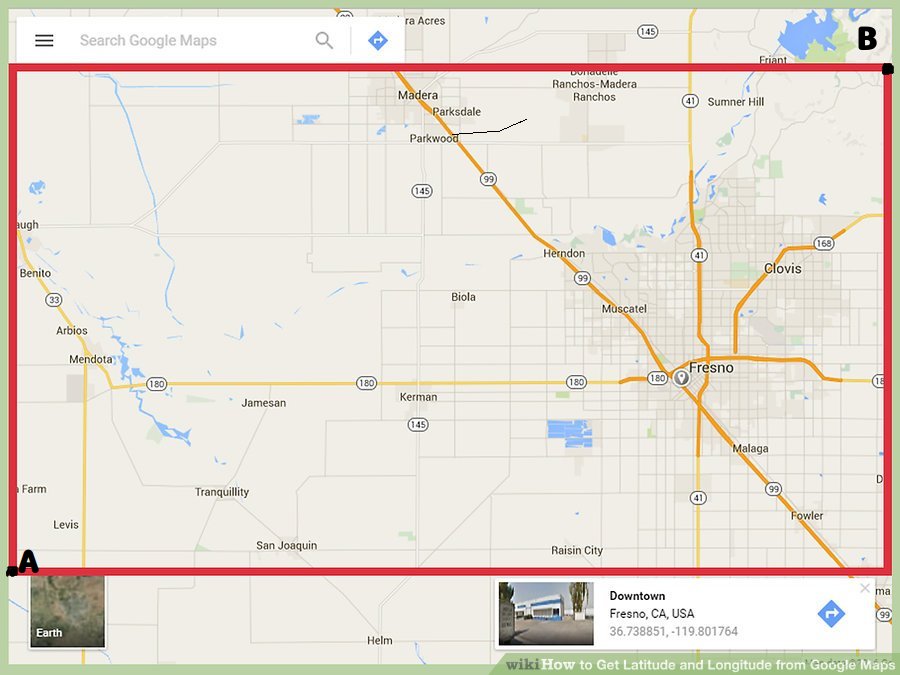 ra Acres
Search Google Maps
145
B
Friant
Bonadelle
Ranchos-Madera
Ranchos
Madera
41
Sumner Hill
Parksdale
Parkwood
145
99
augh
168
41
Herndon
Clovis
Benito
99
33
Biola
Muscatel
Arbios
Mendota
Fresno
180
180
180
180
18
Jamesan
Kerman
145
Malaga
a Farm
Tranquillity
99
41
D
Fowler
Levis
San Joaquin
Raisin City
A
Earth
Downtown
Fresno, CA, USA
36.738851, -119.801764
ma
99
Helm
wikiHow to Get Latitude and Longitude from Google Maps